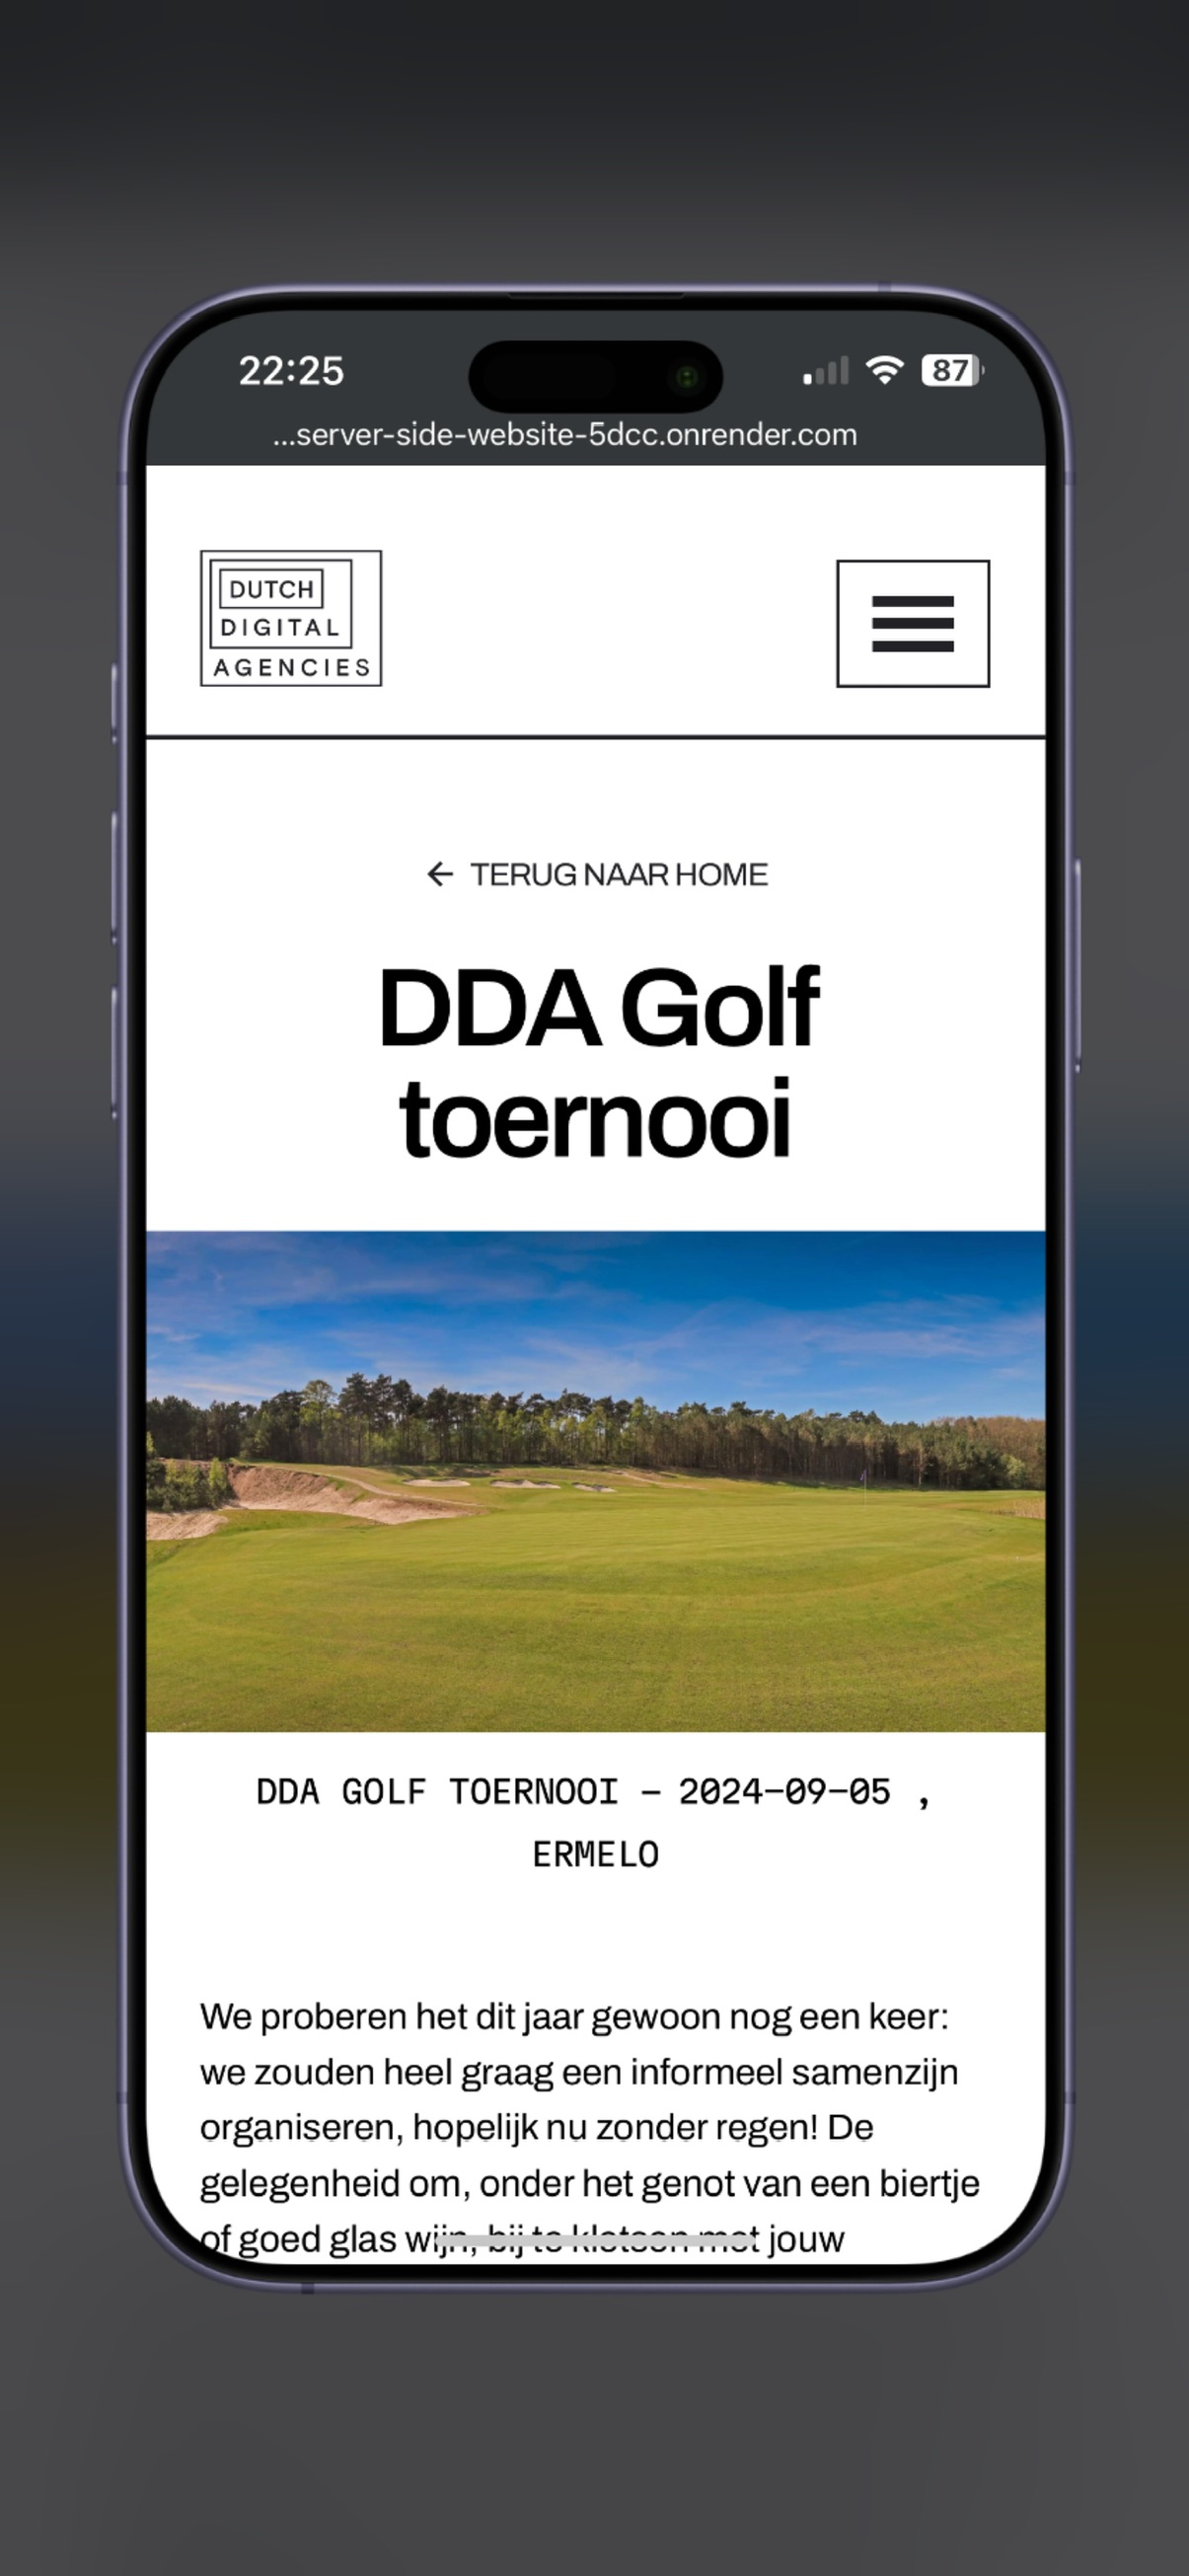 22:25
87
...server-side-website-5dcc.onrender.com
DUTCH
DIGITAL
AGENCIES
← TERUG NAAR HOME
DDA Golf
toernooi
DDA GOLF TOERNOOI – 2024–09–05 ,
ERMELO
We proberen het dit jaar gewoon nog een keer:
we zouden heel graag een informeel samenzijn
organiseren, hopelijk nu zonder regen! De
gelegenheid om, onder het genot van een biertje
of goed glas wijn, bij te kletsen met jouw